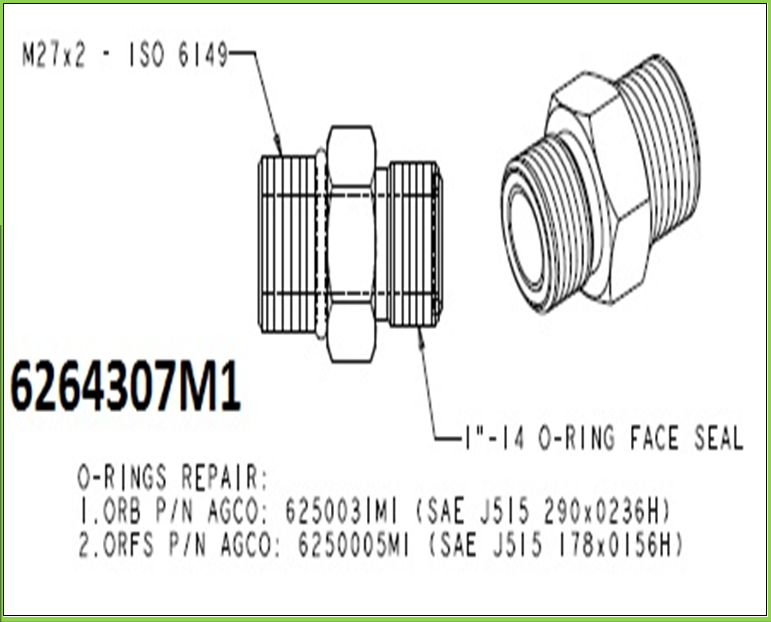 M27x2 - ISO 6149
6264307M1
1"-14 O-RING FACE SEAL
O-RINGS REPAIR:
1.ORB P/N AGCO: 6250031M1 (SAE J515 290x0236H)
2.ORFS P/N AGCO: 6250005M1 (SAE J515 178x0156H)